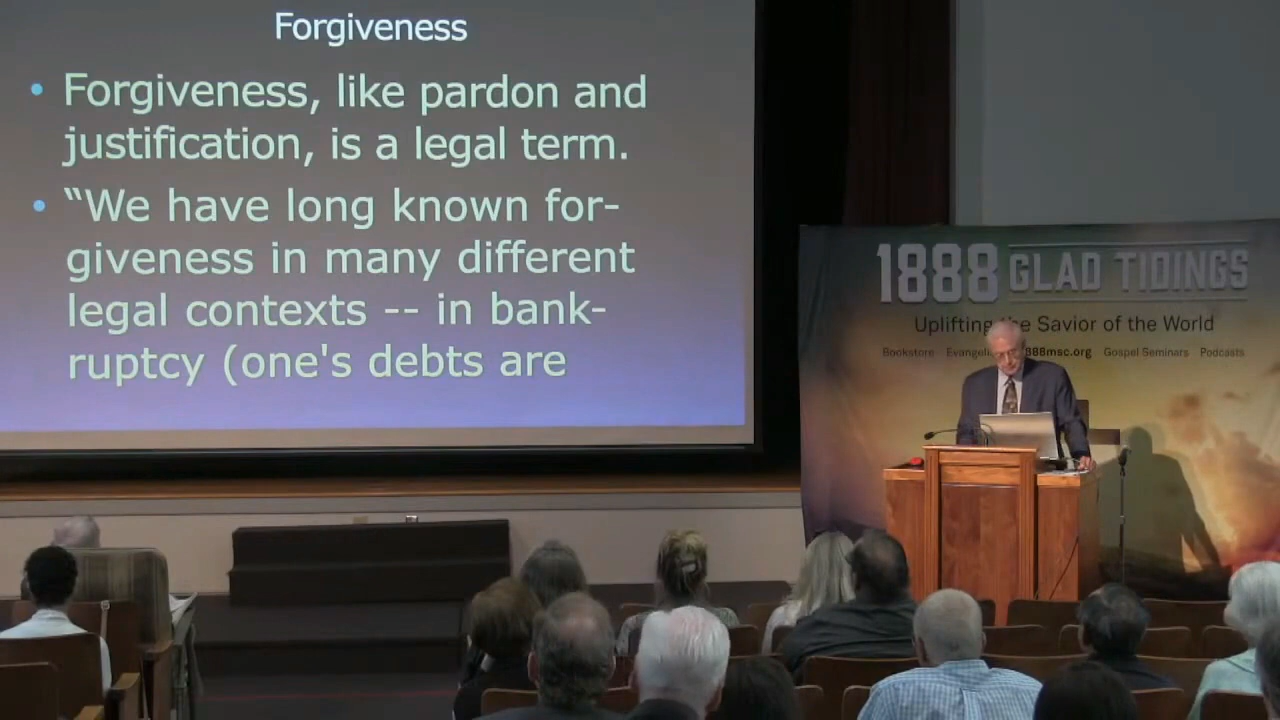 Forgiveness
• Forgiveness, like pardon and
justification, is a legal term.
• “We have long known for-
giveness in many different
legal contexts -- in bank-
ruptcy (one's debts are
1888 GLAD TIDINGS
Uplifting the Savior of the World
Bookstore 888msc.org Gospel Seminars Podcasts